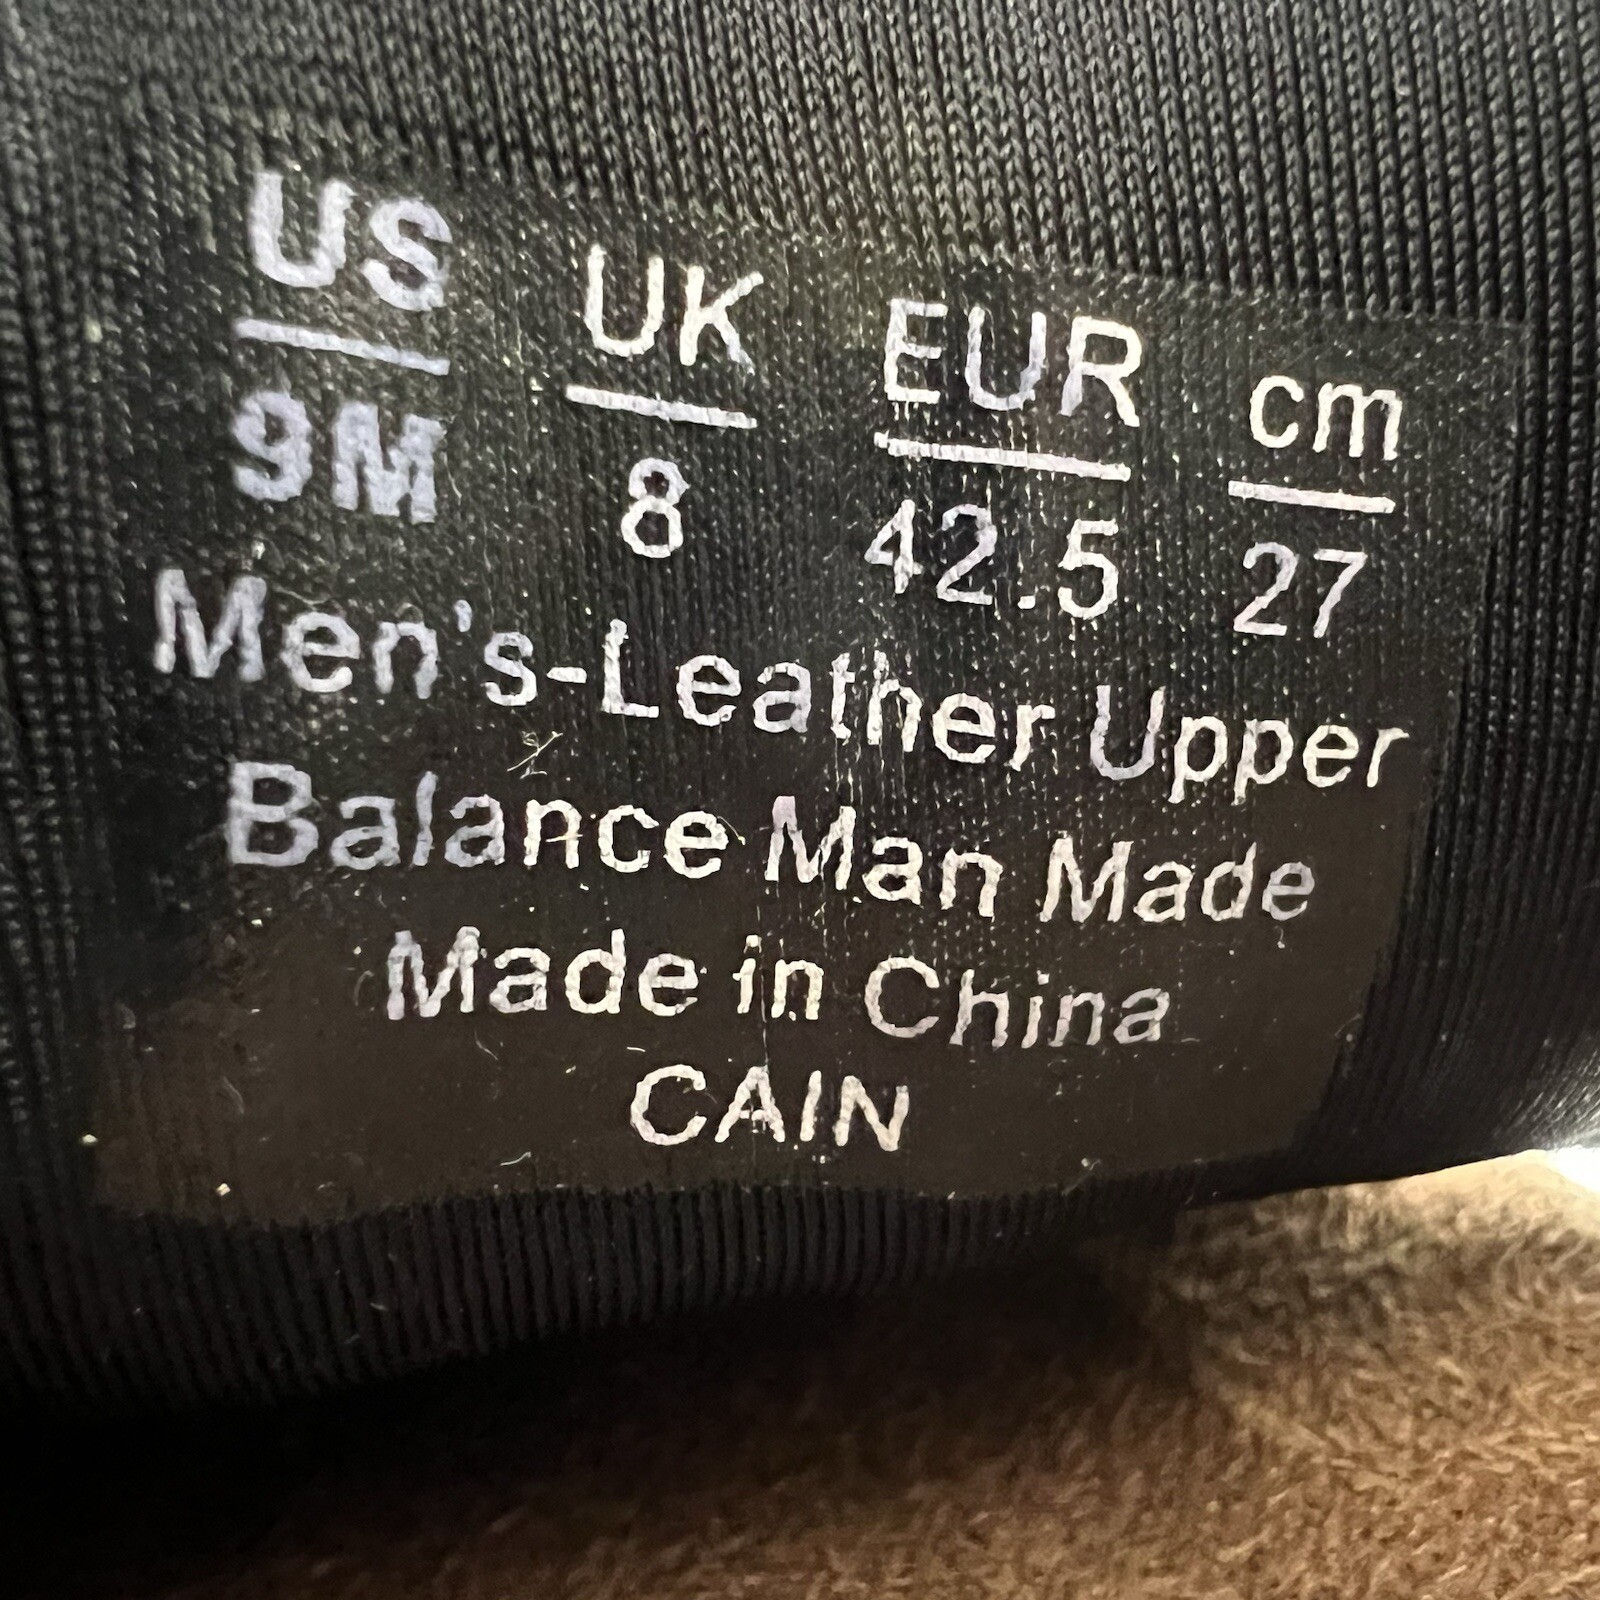 US UK EUR cm
9M 8 42.5 27
Men's-Leather Upper
Balance Man Made
Made in China
CAIN